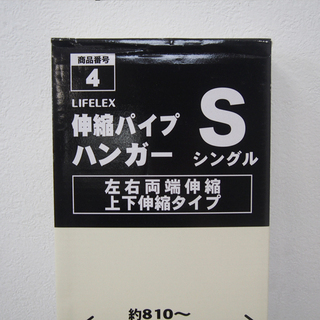 商品番号
4
LIFELEX
伸縮パイプ
ハンガー
S
シングル
左右両端伸縮
上下伸縮タイプ
約810～